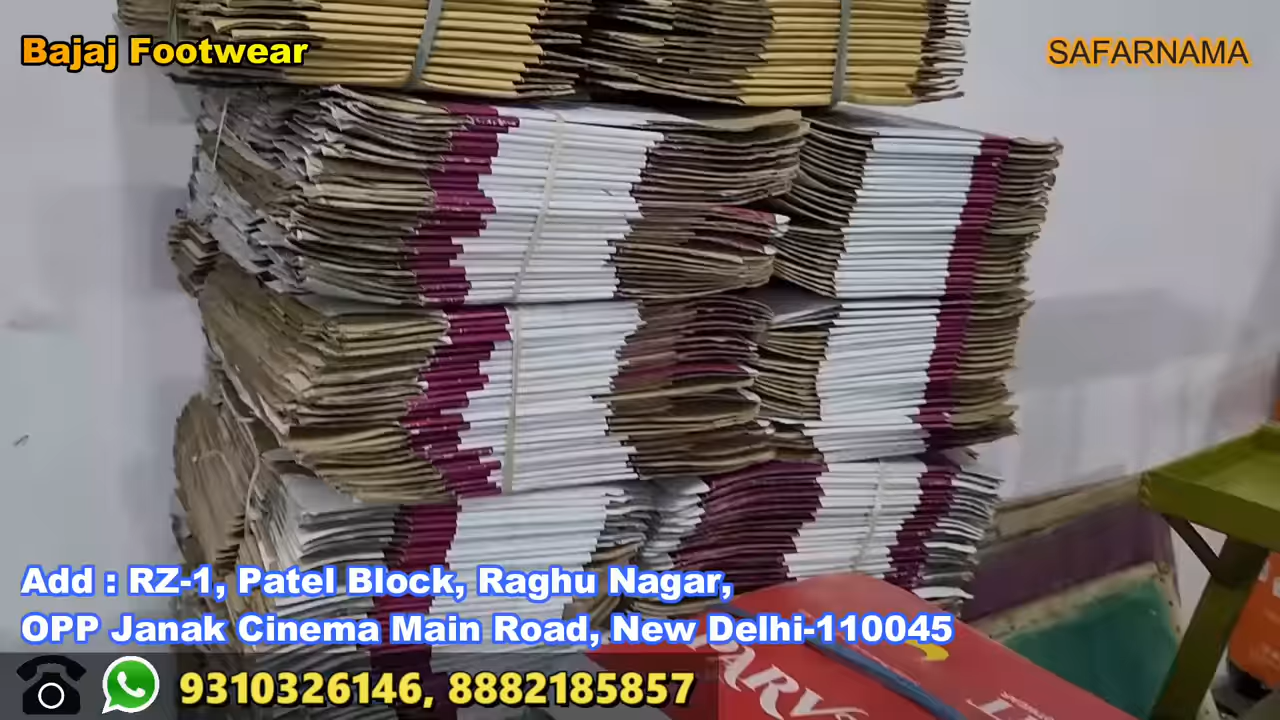 Bajaj Footwear
SAFARNAMA
Add : RZ-1, Patel Block, Raghu Nagar,
OPP Janak Cinema Main Road, New Delhi-110045
9310326146, 8882185857